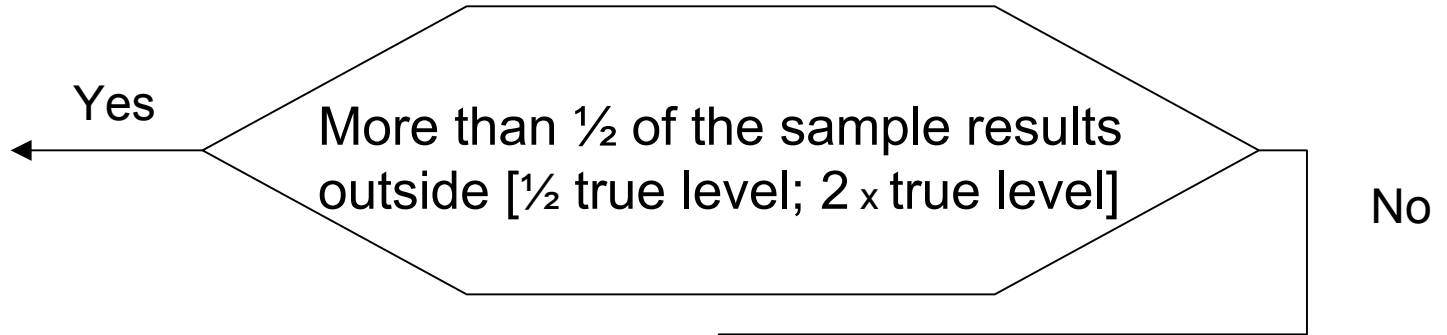 Yes
More than ½ of the sample results
outside [½ true level; 2 x true level]
No